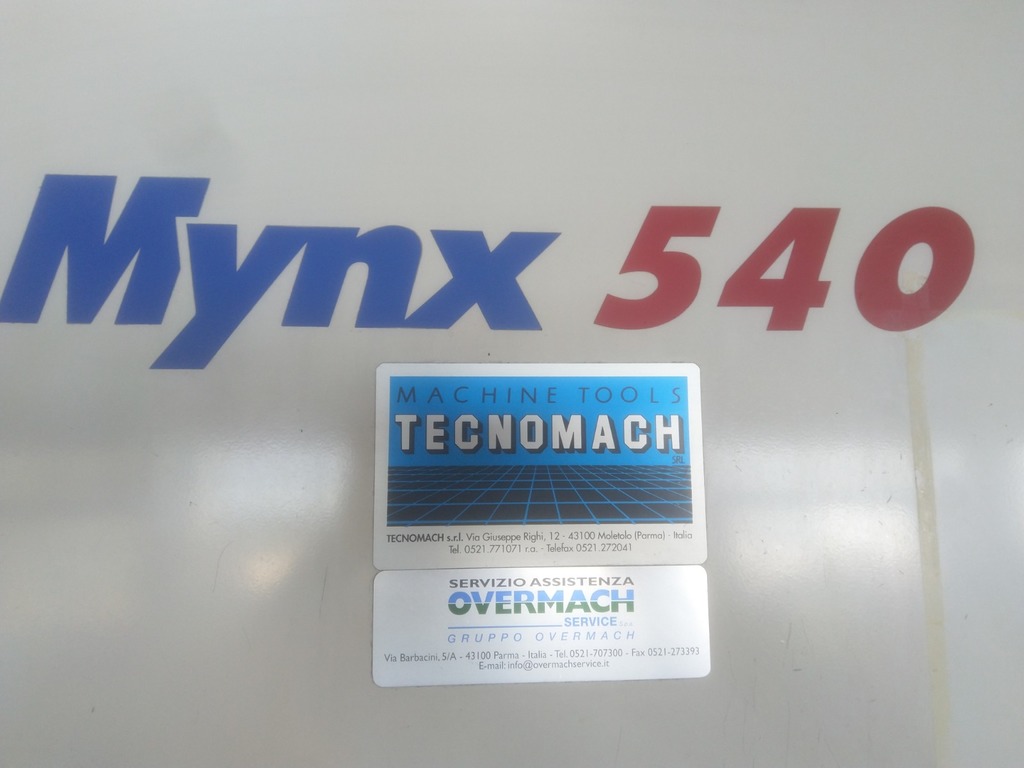 Mynx 540
MACHINE TOOLS
TECNOMACH
SRL
TECNOMACH s.r.l. Via Giuseppe Righi, 12 - 43100 Moletolo (Parma) - Italia
Tel. 0521.771071 r.a. - Telefax 0521.272041
SERVIZIO ASSISTENZA
OVERMACH
SERVICE s.p.a.
GRUPPO OVERMACH
Via Barbacini, 5/A - 43100 Parma - Italia - Tel. 0521-707300 - Fax 0521-273393
E-mail: info@overmachservice.it